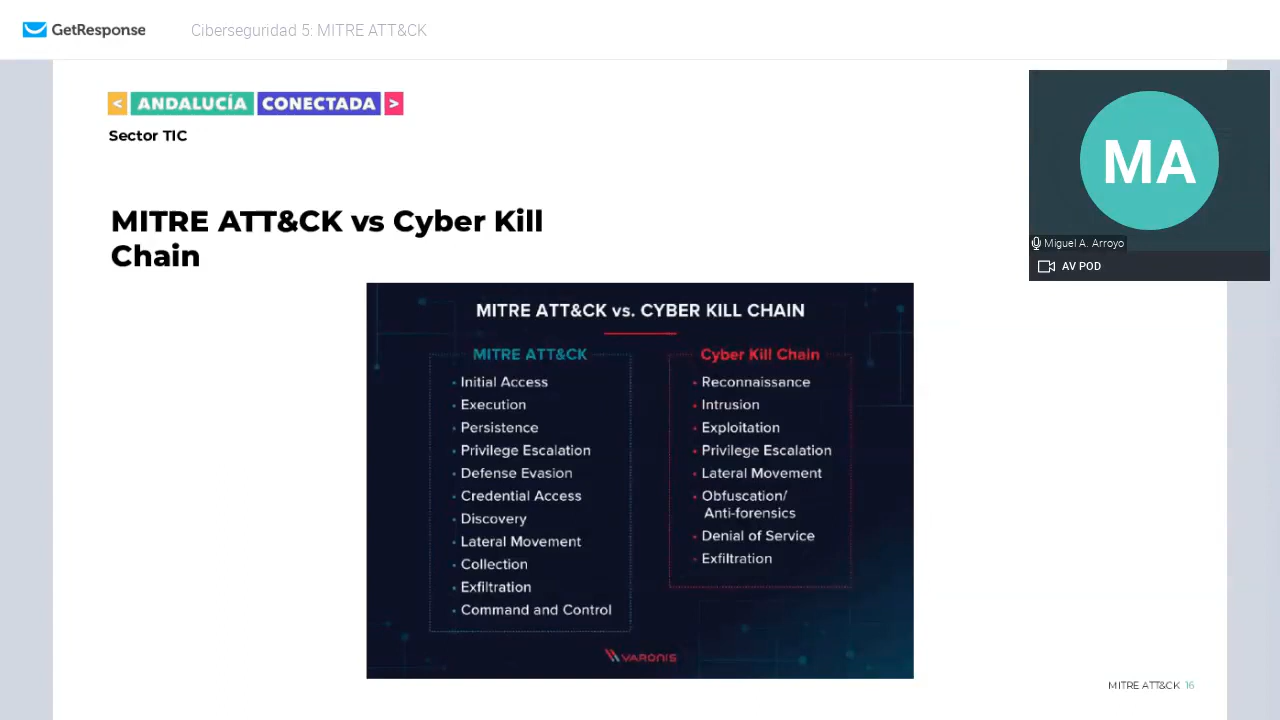 GetResponse
Ciberseguridad 5: MITRE ATT&CK
< ANDALUCÍA CONECTADA >
Sector TIC
MA
Miguel A. Arroyo
AV POD
MITRE ATT&CK vs Cyber Kill
Chain
MITRE ATT&CK vs. CYBER KILL CHAIN
MITRE ATT&CK
• Initial Access
• Execution
• Persistence
• Privilege Escalation
• Defense Evasion
• Credential Access
• Discovery
• Lateral Movement
• Collection
• Exfiltration
• Command and Control
Cyber Kill Chain
• Reconnaissance
• Intrusion
• Exploitation
• Privilege Escalation
• Lateral Movement
• Obfuscation/
Anti-forensics
• Denial of Service
• Exfiltration
VARONIS
MITRE ATT&CK 16